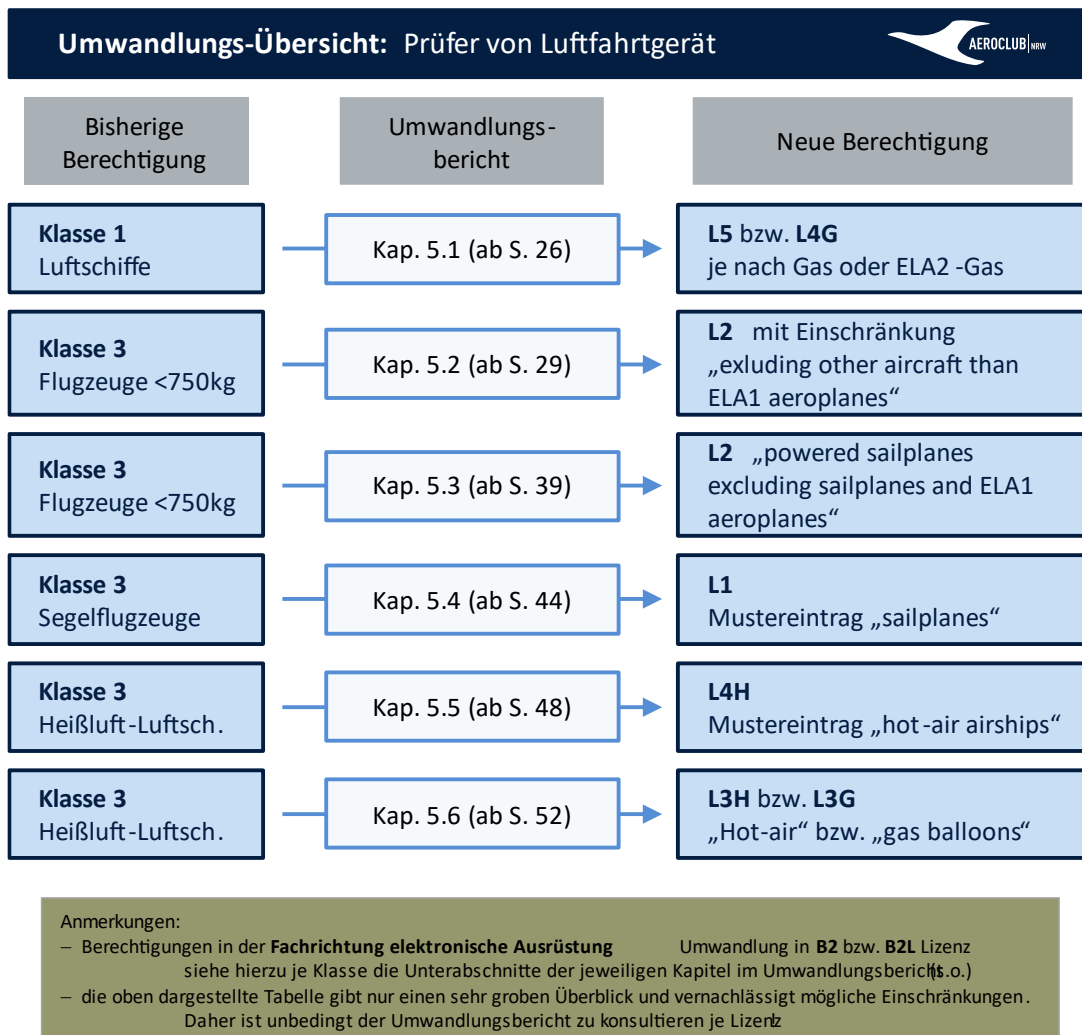 Umwandlungs-Übersicht: Prüfer von Luftfahrtgerät
AEROCLUB|NRW
Bisherige
Berechtigung
Umwandlungs-
bericht
Neue Berechtigung
Klasse 1
Luftschiffe
Kap. 5.1 (ab S. 26)
L5 bzw. L4G
je nach Gas oder ELA2 -Gas
Klasse 3
Flugzeuge <750kg
Kap. 5.2 (ab S. 29)
L2 mit Einschränkung
„exluding other aircraft than
ELA1 aeroplanes“
Klasse 3
Flugzeuge <750kg
Kap. 5.3 (ab S. 39)
L2 „powered sailplanes
excluding sailplanes and ELA1
aeroplanes“
Klasse 3
Segelflugzeuge
Kap. 5.4 (ab S. 44)
L1
Mustereintrag „sailplanes“
Klasse 3
Heißluft-Luftsch.
Kap. 5.5 (ab S. 48)
L4H
Mustereintrag „hot-air airships“
Klasse 3
Heißluft-Luftsch.
Kap. 5.6 (ab S. 52)
L3H bzw. L3G
„Hot-air“ bzw. „gas balloons“
Anmerkungen:
– Berechtigungen in der Fachrichtung elektronische Ausrüstung Umwandlung in B2 bzw. B2L Lizenz
siehe hierzu je Klasse die Unterabschnitte der jeweiligen Kapitel im Umwandlungsbericht (s.o.)
– die oben dargestellte Tabelle gibt nur einen sehr groben Überblick und vernachlässigt mögliche Einschränkungen.
Daher ist unbedingt der Umwandlungsbericht zu konsultieren je Lizenz